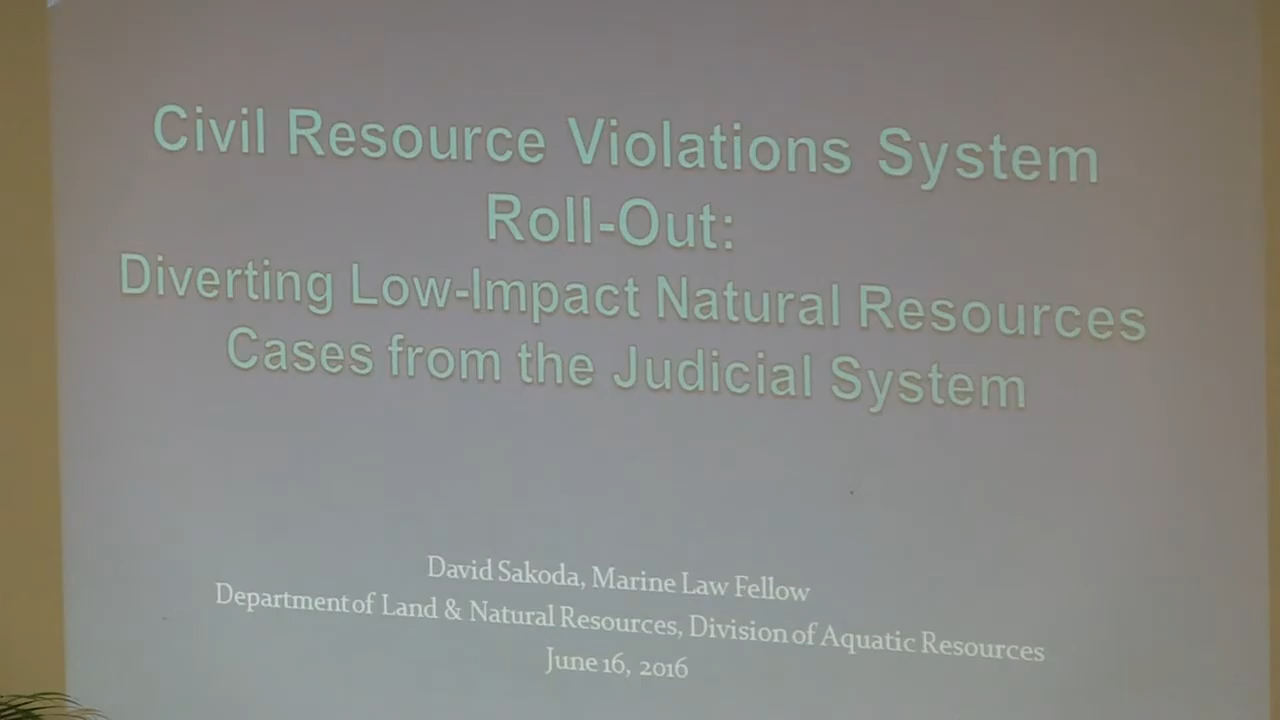 Civil Resource Violations System
Roll-Out:
Diverting Low-Impact Natural Resources
Cases from the Judicial System
David Sakoda, Marine Law Fellow
Department of Land & Natural Resources, Division of Aquatic Resources
June 16, 2016